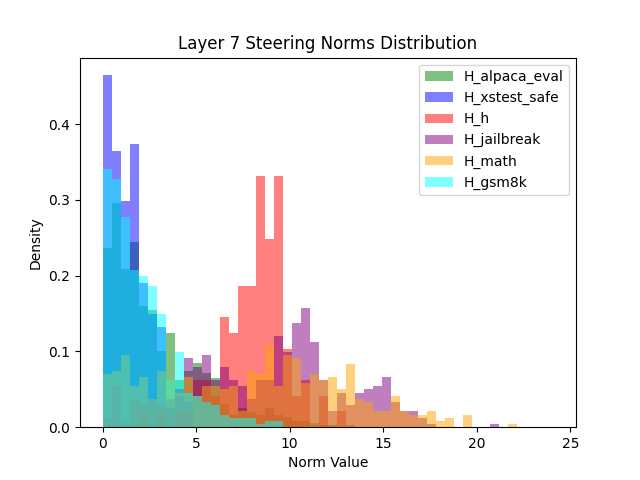 Layer 7 Steering Norms Distribution
H_alpaca_eval
H_xstest_safe
H_h
H_jailbreak
H_math
H_gsm8k
Density
0.4
0.3
0.2
0.1
0.0
0 5 10 15 20 25
Norm Value